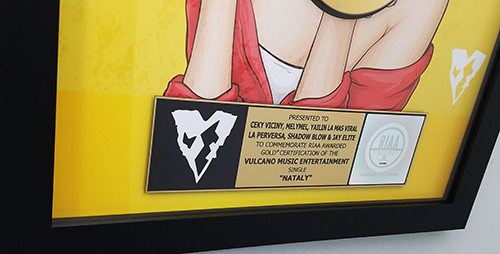 PRESENTED TO
CEKY VICINY, MELYMEL, YAILIN LA MAS VIRAL
LA PERVERSA, SHADOW BLOW & JAY ELITE
TO COMMEMORATE RIAA AWARDED
GOLD® CERTIFICATION OF THE
VULCANO MUSIC ENTERTAINMENT
SINGLE
"NATALY"
RIAA